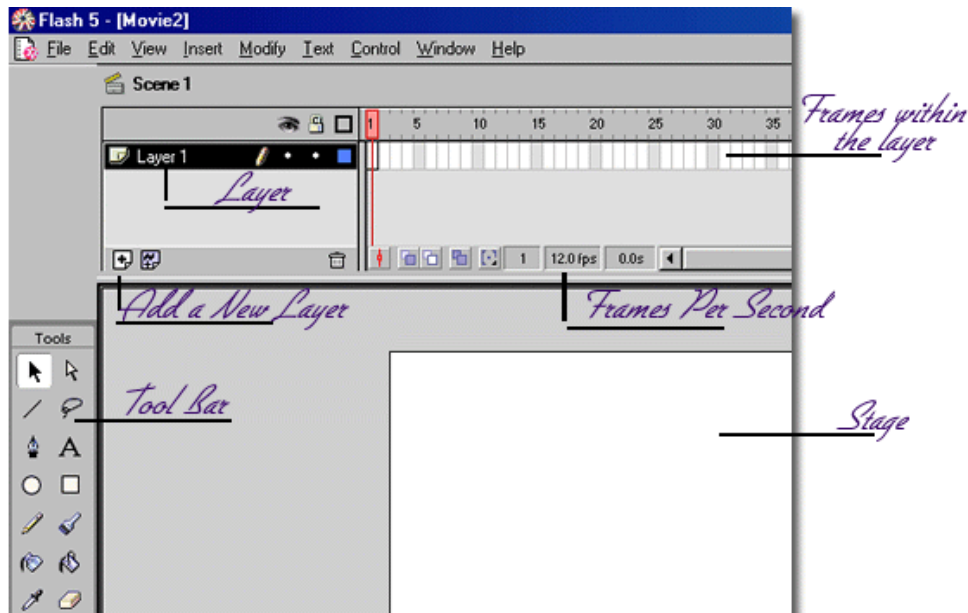 Flash 5 - [Movie2]
File Edit View Insert Modify Text Control Window Help
Scene 1
1 5 10 15 20 25 30 35
Frames within
the layer
Layer 1
Layer
1 12.0 fps 0.0s
Add a New Layer
Frames Per Second
Tools
Tool Bar
Stage
A